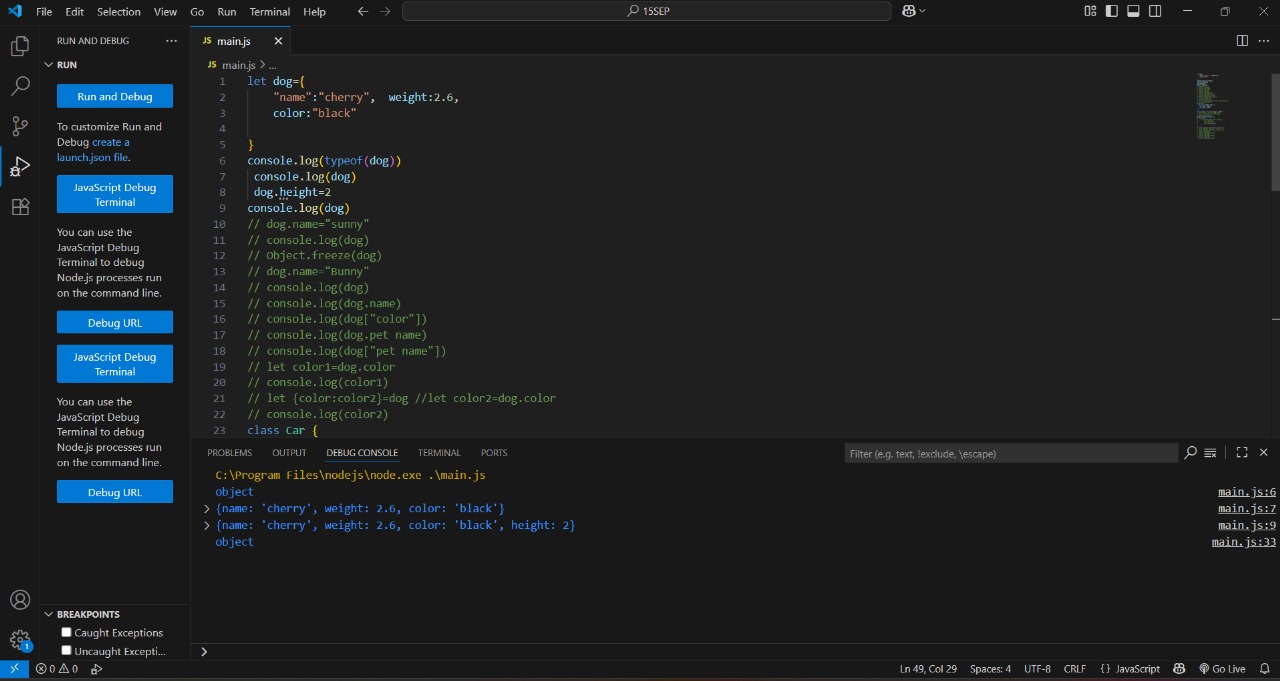 File Edit Selection View Go Run Terminal Help 15SEP
RUN AND DEBUG ...
JS main.js
RUN
JS main.js > ...
Run and Debug
To customize Run and
Debug create a
launch.json file.
JavaScript Debug
Terminal
You can use the
JavaScript Debug
Terminal to debug
Node.js processes run
on the command line.
Debug URL
JavaScript Debug
Terminal
You can use the
JavaScript Debug
Terminal to debug
Node.js processes run
on the command line.
Debug URL
BREAKPOINTS
Caught Exceptions
Uncaught Excepti...
1 let dog={
2 "name":"cherry", weight:2.6,
3 color:"black"
4
5 }
6 console.log(typeof(dog))
7 console.log(dog)
8 dog.height=2
9 console.log(dog)
10 // dog.name="sunny"
11 // console.log(dog)
12 // Object.freeze(dog)
13 // dog.name="Bunny"
14 // console.log(dog)
15 // console.log(dog.name)
16 // console.log(dog["color"])
17 // console.log(dog.pet name)
18 // console.log(dog["pet name"])
19 // let color1=dog.color
20 // console.log(color1)
21 // let {color:color2}=dog //let color2=dog.color
22 // console.log(color2)
23 class Car {
PROBLEMS OUTPUT DEBUG CONSOLE TERMINAL PORTS Filter (e.g. text, !exclude, \escape)
C:\Program Files\nodejs\node.exe .\main.js
object main.js:6
{name: 'cherry', weight: 2.6, color: 'black'} main.js:7
{name: 'cherry', weight: 2.6, color: 'black', height: 2} main.js:9
object main.js:33
1
0 0 Ln 49, Col 29 Spaces: 4 UTF-8 CRLF {} JavaScript Go Live